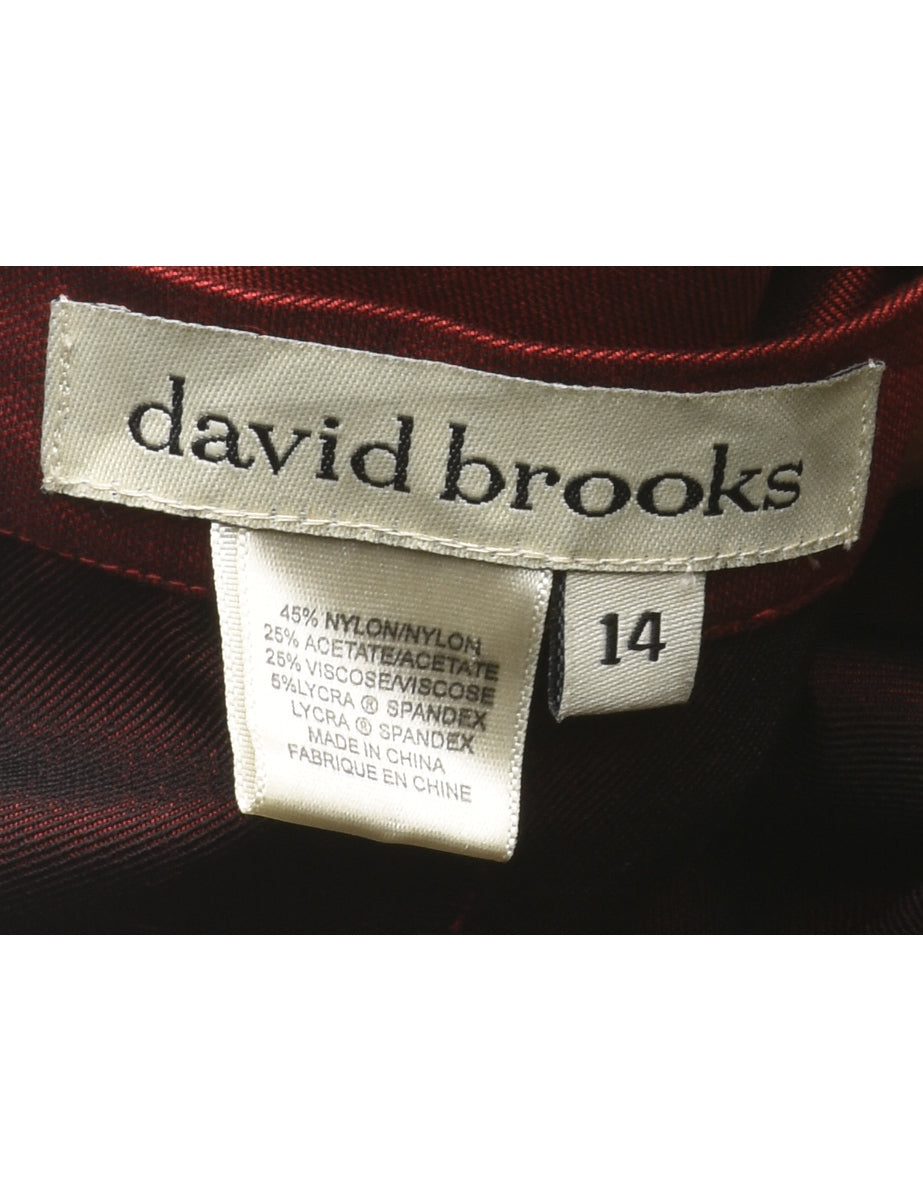 david brooks
45% NYLON/NYLON
25% ACETATE/ACETATE
25% VISCOSE/VISCOSE
5%LYCRA ® SPANDEX
LYCRA ® SPANDEX
MADE IN CHINA
FABRIQUE EN CHINE
14